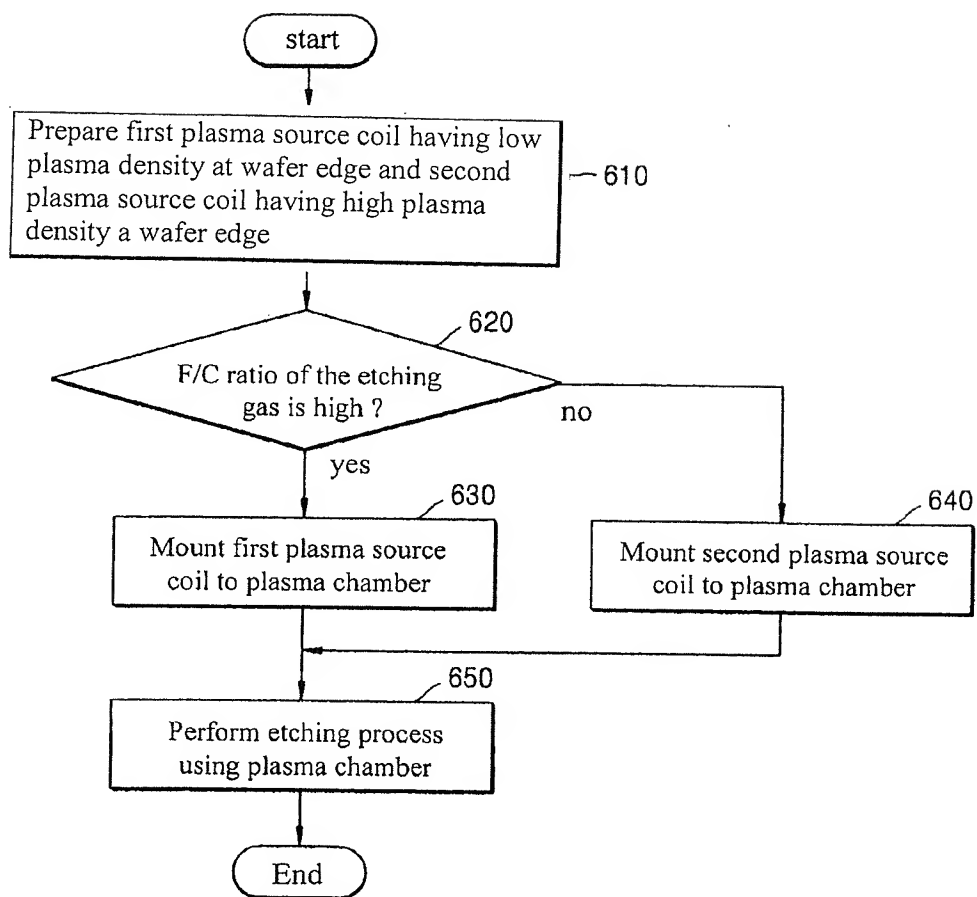 start
Prepare first plasma source coil having low
plasma density at wafer edge and second
plasma source coil having high plasma
density a wafer edge
610
620
F/C ratio of the etching
gas is high ?
no
yes
630
Mount first plasma source
coil to plasma chamber
640
Mount second plasma source
coil to plasma chamber
650
Perform etching process
using plasma chamber
End